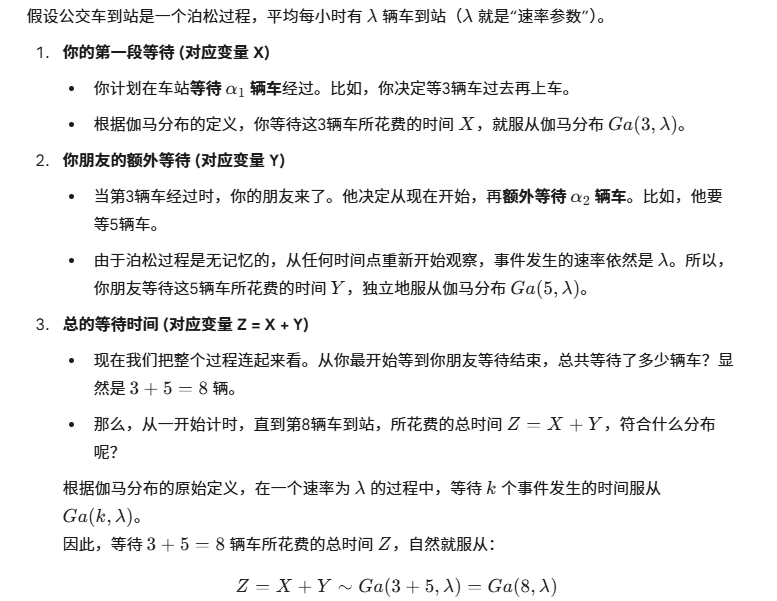 假设公交车到站是一个泊松过程，平均每小时有 λ 辆车到站（λ 就是“速率参数”）。
1. 你的第一段等待 (对应变量 X)
• 你计划在车站等待 α₁ 辆车经过。比如，你决定等3辆车过去再上车。
• 根据伽马分布的定义，你等待这3辆车所花费的时间 X，就服从伽马分布 Ga(3, λ)。
2. 你朋友的额外等待 (对应变量 Y)
• 当第3辆车经过时，你的朋友来了。他决定从现在开始，再额外等待 α₂ 辆车。比如，他要
等5辆车。
• 由于泊松过程是无记忆的，从任何时间点重新开始观察，事件发生的速率依然是 λ。所以，
你朋友等待这5辆车所花费的时间 Y，独立地服从伽马分布 Ga(5, λ)。
3. 总的等待时间 (对应变量 Z = X + Y)
• 现在我们把整个过程连起来看。从你最开始等到你朋友等待结束，总共等待了多少辆车？显
然是 3 + 5 = 8 辆。
• 那么，从一开始计时，直到第8辆车到站，所花费的总时间 Z = X + Y，符合什么分布
呢？
根据伽马分布的原始定义，在一个速率为 λ 的过程中，等待 k 个事件发生的时间服从
Ga(k, λ)。
因此，等待 3 + 5 = 8 辆车所花费的总时间 Z，自然就服从：
Z = X + Y ∼ Ga(3 + 5, λ) = Ga(8, λ)